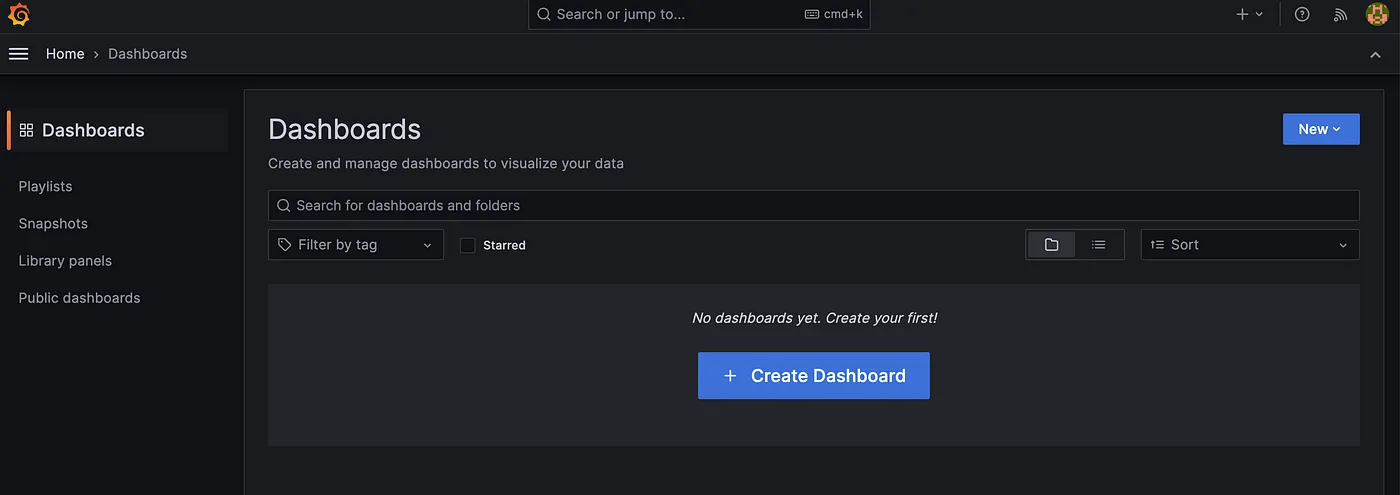 Search or jump to...
cmd+k
Home
Dashboards
Dashboards
Playlists
Snapshots
Library panels
Public dashboards
Dashboards
New
Create and manage dashboards to visualize your data
Search for dashboards and folders
Filter by tag
Starred
Sort
No dashboards yet. Create your first!
Create Dashboard